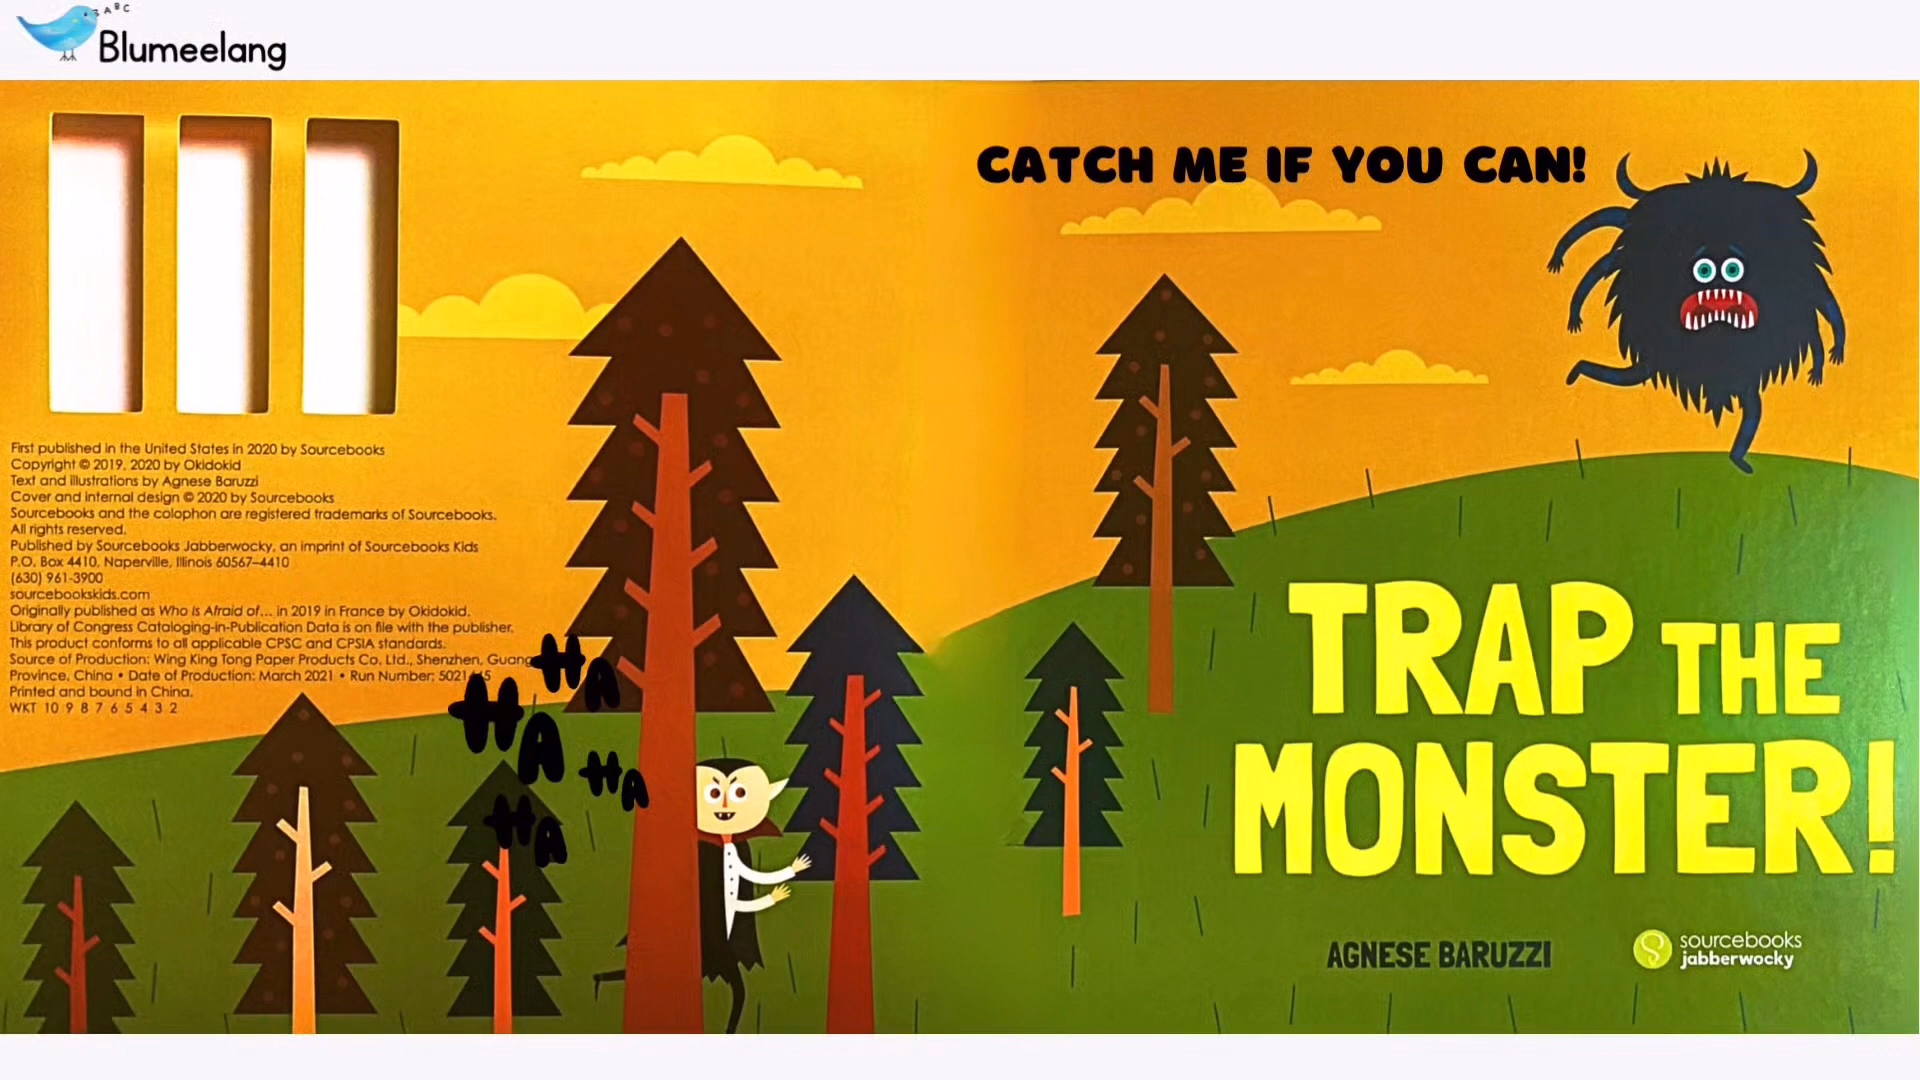 A B C
Blumeelang
CATCH ME IF YOU CAN!
First published in the United States in 2020 by Sourcebooks
Copyright © 2019, 2020 by Okidokid
Text and illustrations by Agnese Baruzzi
Cover and internal design © 2020 by Sourcebooks
Sourcebooks and the colophon are registered trademarks of Sourcebooks.
All rights reserved.
Published by Sourcebooks Jabberwocky, an imprint of Sourcebooks Kids
P.O. Box 4410, Naperville, Illinois 60567–4410
(630) 961-3900
sourcebookskids.com
Originally published as Who is Afraid of... in 2019 in France by Okidokid.
Library of Congress Cataloging-in-Publication Data is on file with the publisher.
This product conforms to all applicable CPSC and CPSIA standards.
Source of Production: Wing King Tong Paper Products Co. Ltd., Shenzhen,
Province, China • Date of Production: March 2021 • Run Number:
Printed and bound in China.
WKT 10 9 8 7 6 5 4 3 2
HA
HA
HA
HA
TRAP THE
MONSTER!
AGNESE BARUZZI
sourcebooks
jabberwocky